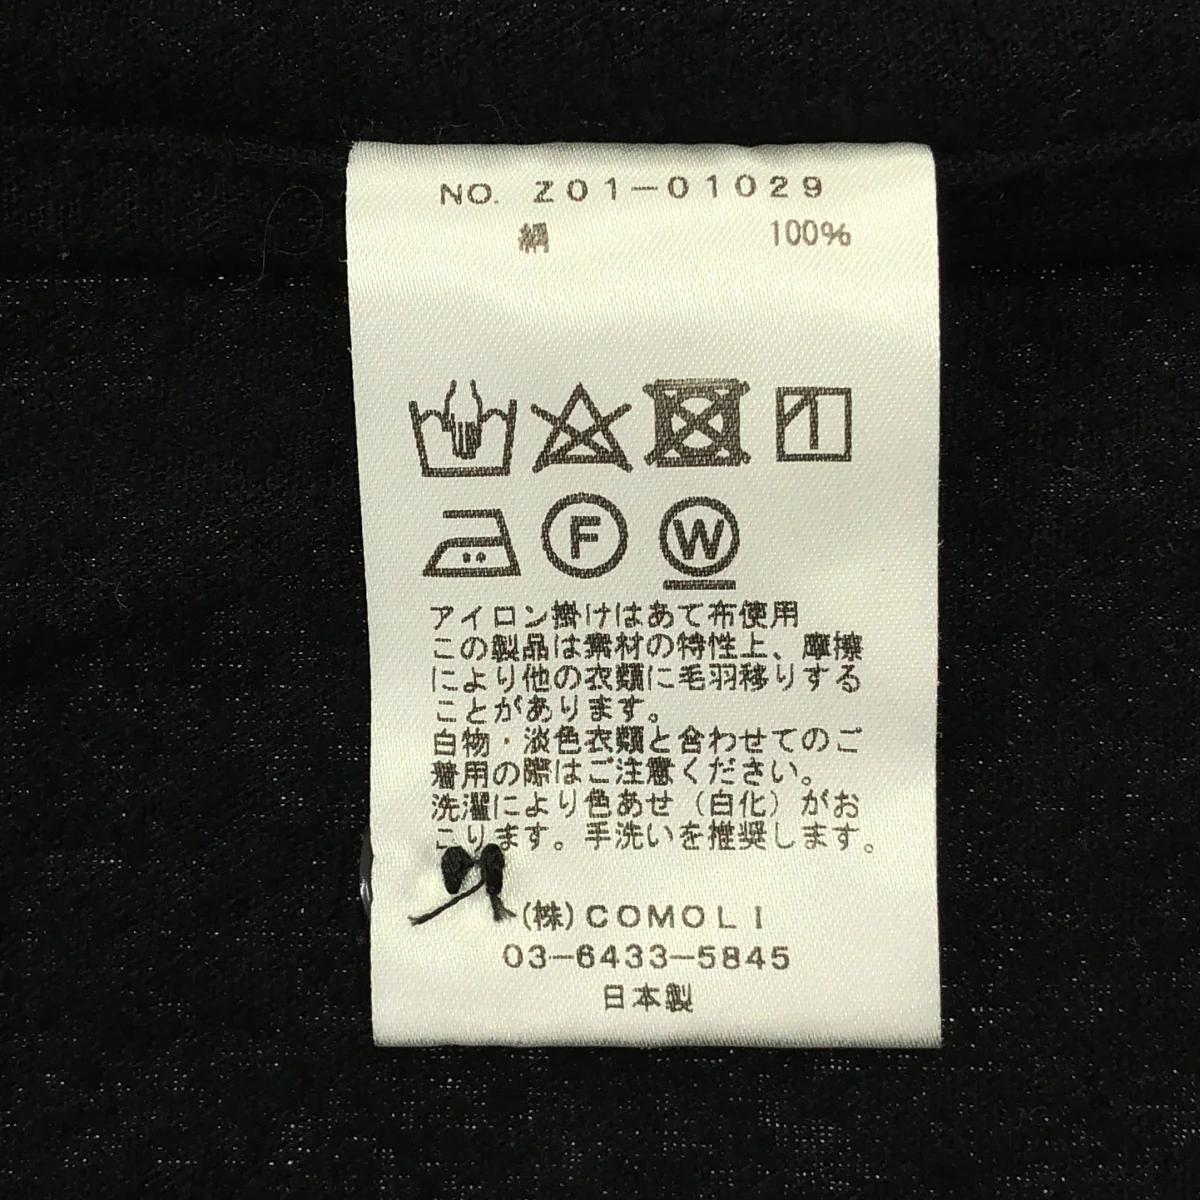 NO. Z01-01029
絹 100%
F W
アイロン掛けはあて布使用
この製品は素材の特性上、摩擦
により他の衣類に毛羽移りする
ことがあります。
白物・淡色衣類と合わせてのご
着用の際はご注意ください。
洗濯により色あせ（白化）がお
こります。手洗いを推奨します。
(株)COMOLI
03-6433-5845
日本製